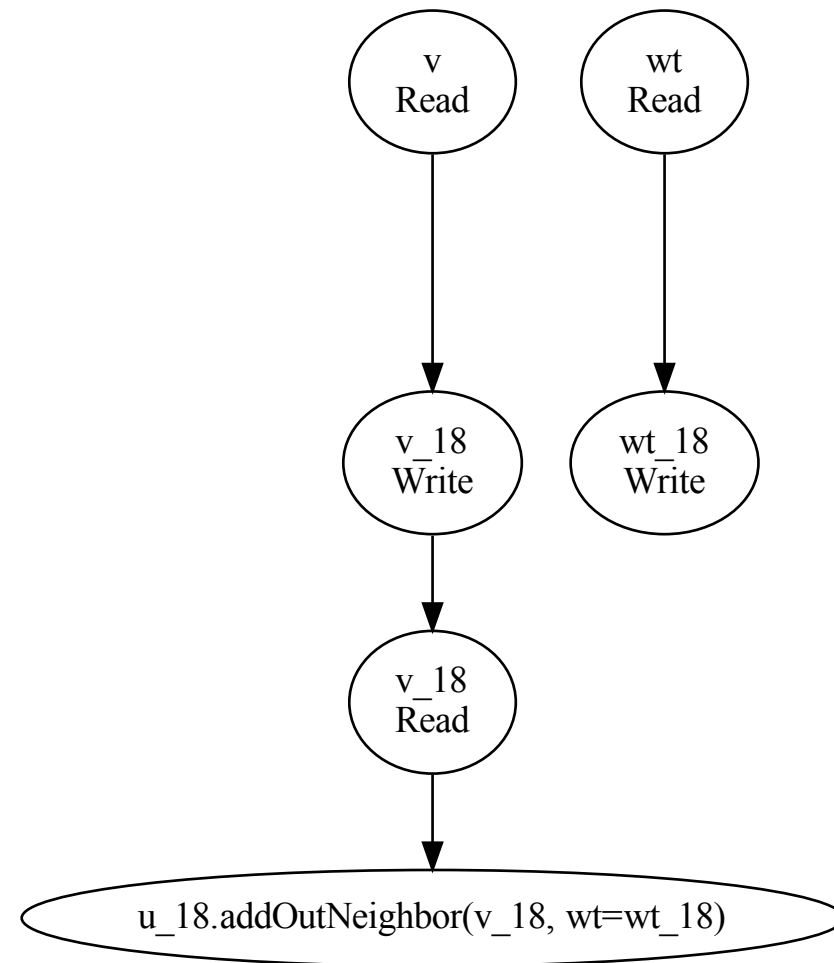 v
Read
wt
Read
v_18
Write
wt_18
Write
v_18
Read
u_18.addOutNeighbor(v_18, wt=wt_18)